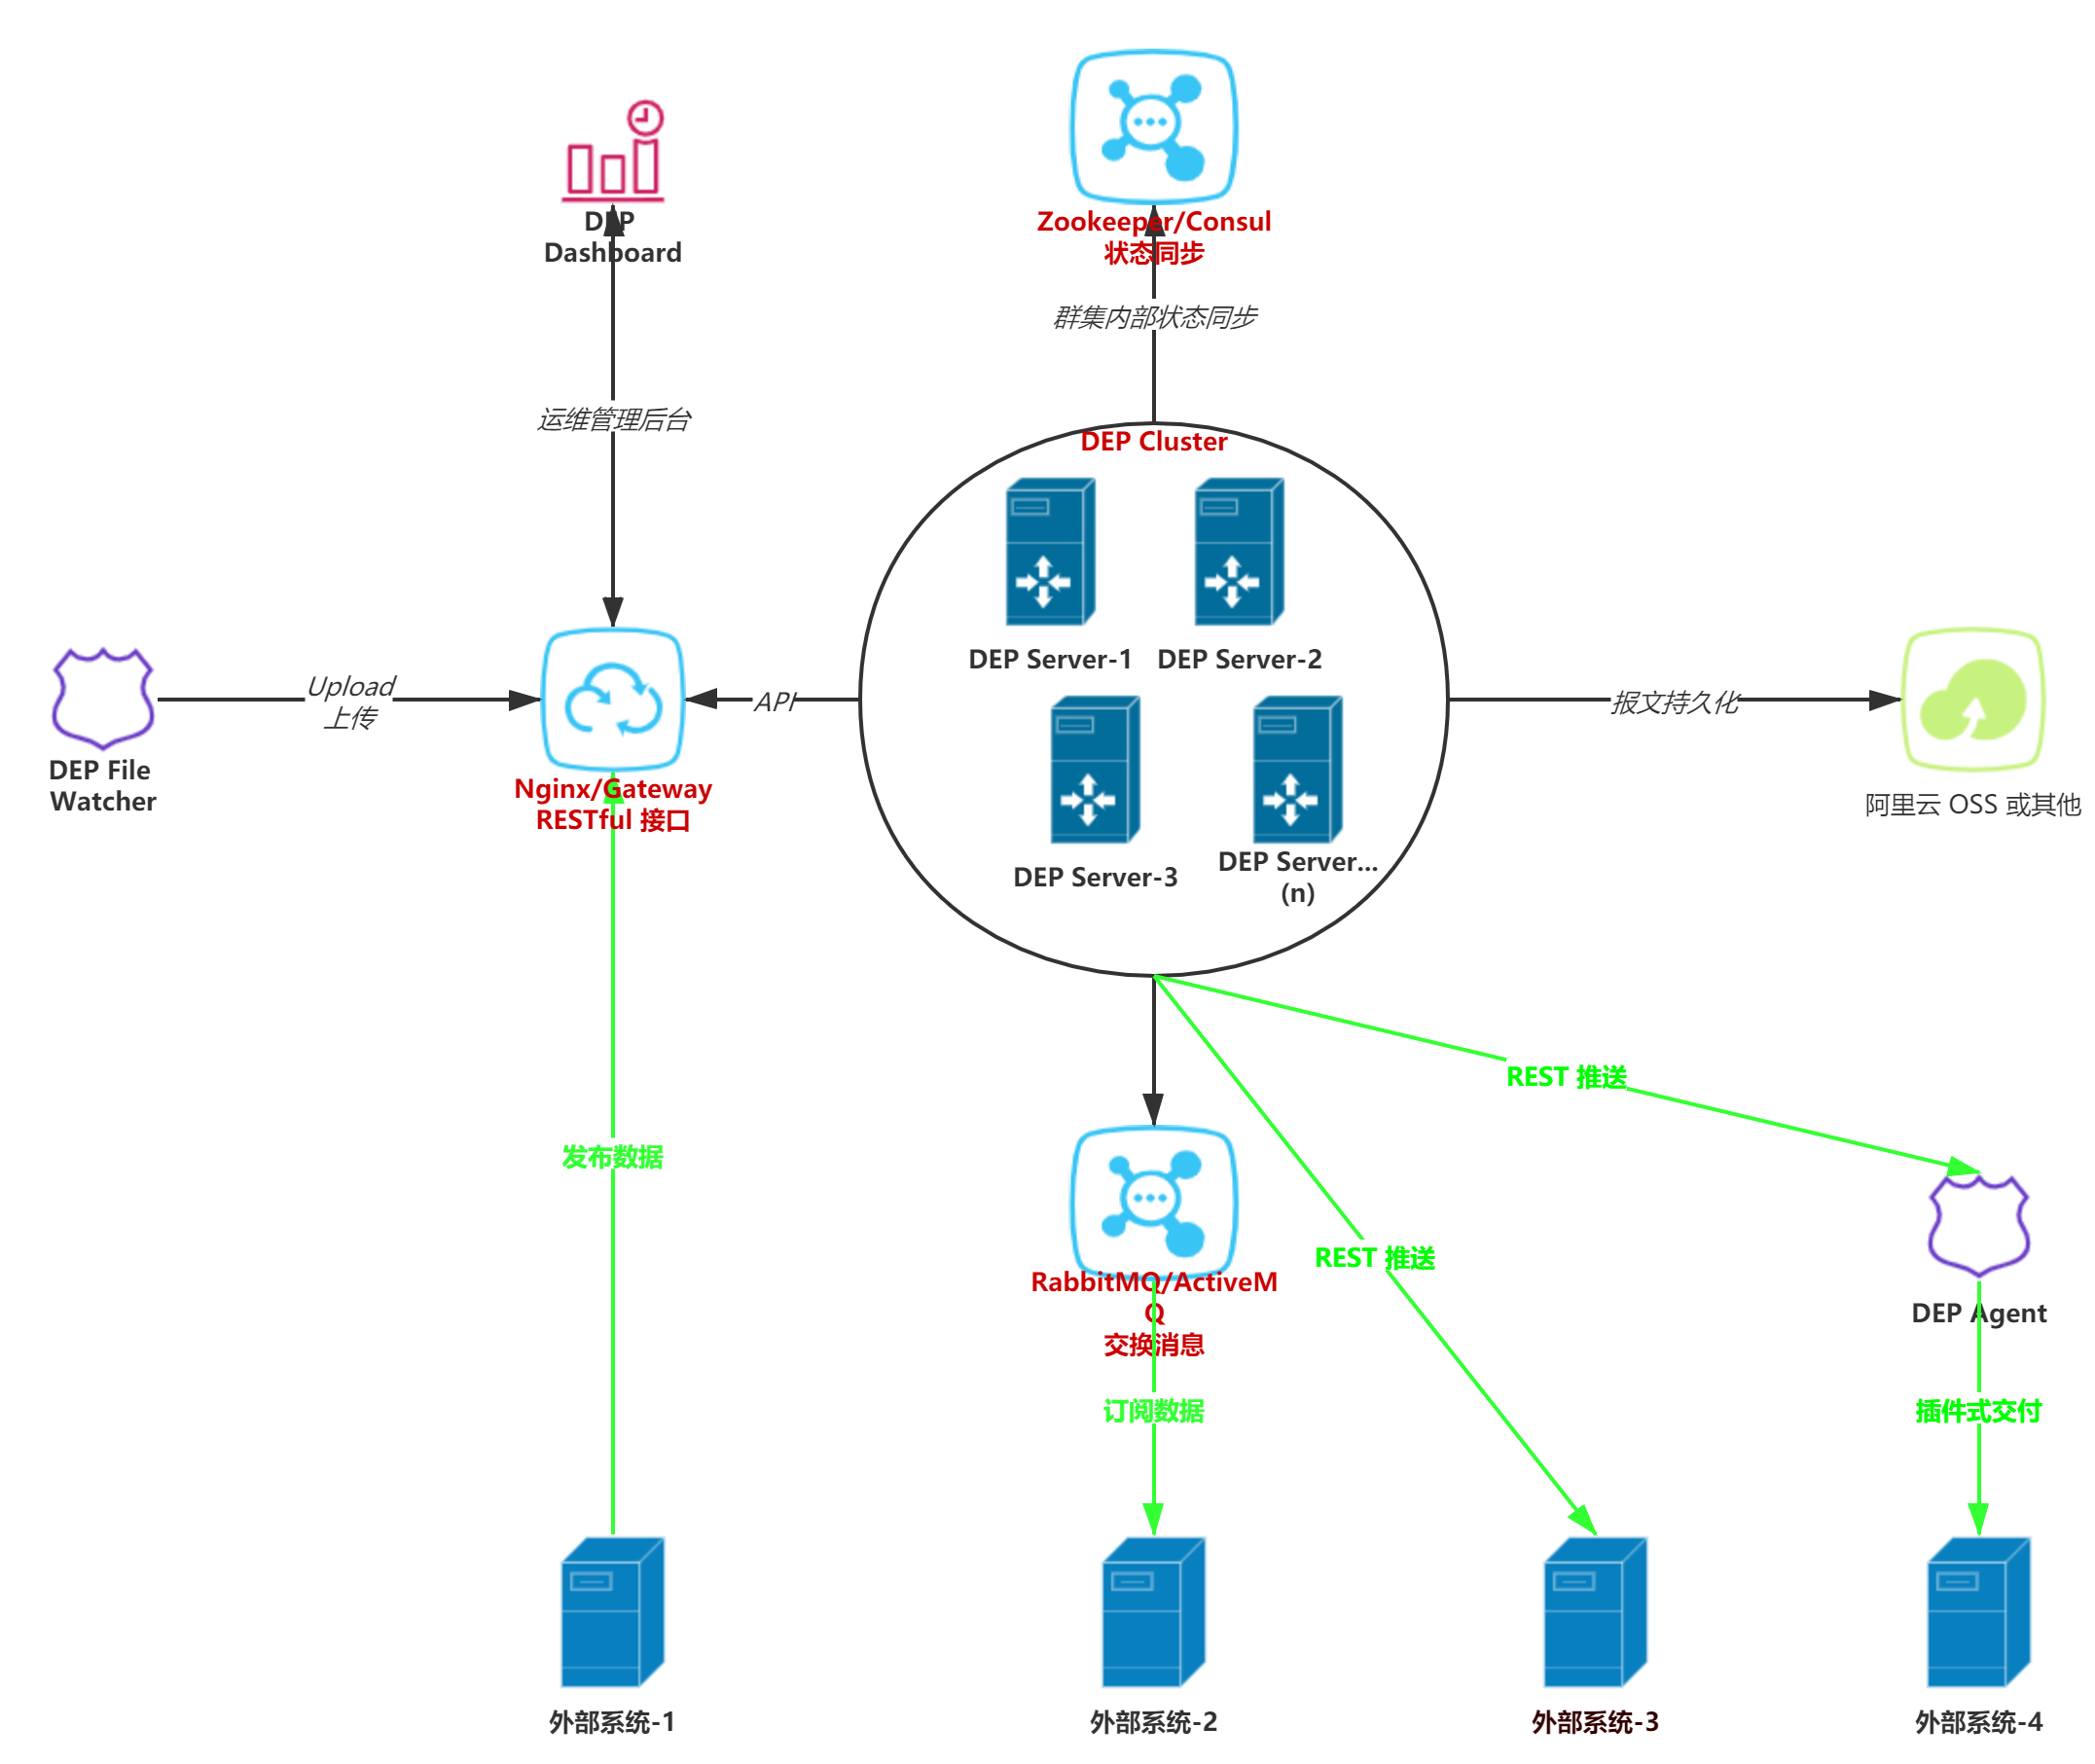 DEP
Dashboard
Zookeeper/Consul
状态同步
群集内部状态同步
运维管理后台
DEP Cluster
DEP Server-1
DEP Server-2
Upload
上传
API
报文持久化
DEP File
Watcher
Nginx/Gateway
RESTful 接口
阿里云 OSS 或其他
DEP Server-3
DEP Server...
(n)
REST 推送
发布数据
REST 推送
RabbitMQ/ActiveM
Q
交换消息
DEP Agent
订阅数据
插件式交付
外部系统-1
外部系统-2
外部系统-3
外部系统-4